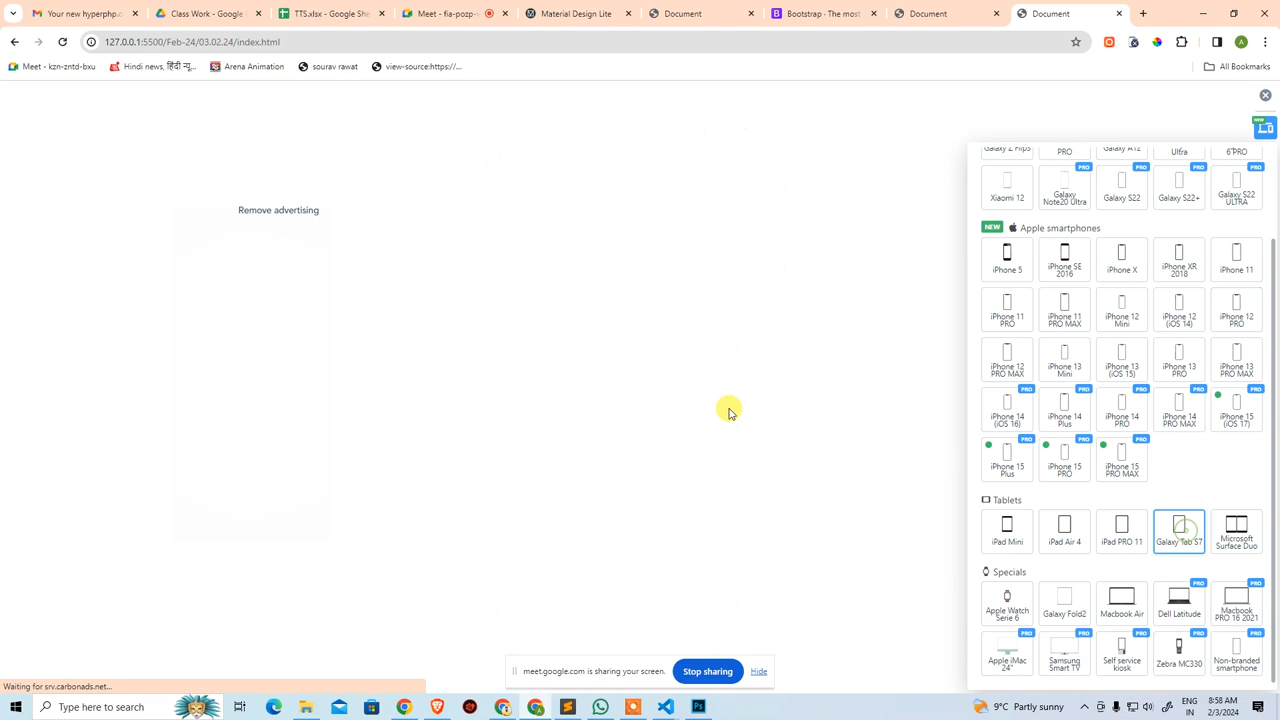 Your new hyperphp.c
Class Work - Google
TTS.xlsx - Google She
Meet - fia-pozp-v
Material Design Lite
Document
Bootstrap - The most
Document
Document
127.0.0.1:5500/Feb-24/03.02.24/index.html
A
Meet - kzn-zntd-bxu
Hindi news, हिंदी न्यू...
Arena Animation
sourav rawat
view-source:https://...
All Bookmarks
NEW
Galaxy Z Flip5
PRO
Galaxy A12
Ultra
6 PRO
Xiaomi 12
PRO
Galaxy Note20 Ultra
PRO
Galaxy S22
PRO
Galaxy S22+
PRO
Galaxy S22 ULTRA
Remove advertising
NEW Apple smartphones
iPhone 5
iPhone SE 2016
iPhone X
iPhone XR 2018
iPhone 11
iPhone 11 PRO
iPhone 11 PRO MAX
iPhone 12 Mini
iPhone 12 (iOS 14)
iPhone 12 PRO
iPhone 12 PRO MAX
iPhone 13 Mini
iPhone 13 (iOS 15)
iPhone 13 PRO
iPhone 13 PRO MAX
PRO
iPhone 14 (iOS 16)
PRO
iPhone 14 Plus
PRO
iPhone 14 PRO
PRO
iPhone 14 PRO MAX
PRO
iPhone 15 (iOS 17)
PRO
iPhone 15 Plus
PRO
iPhone 15 PRO
PRO
iPhone 15 PRO MAX
Tablets
iPad Mini
iPad Air 4
iPad PRO 11
Galaxy Tab S7
Microsoft Surface Duo
Specials
Apple Watch Serie 6
Galaxy Fold2
Macbook Air
PRO
Dell Latitude
PRO
Macbook PRO 16 2021
PRO
Apple iMac 24"
PRO
Samsung Smart TV
PRO
Self service kiosk
PRO
Zebra MC330
PRO
Non-branded smartphone
meet.google.com is sharing your screen.
Stop sharing
Hide
Waiting for srv.carbonads.net...
Type here to search
9°C Partly sunny
ENG
IN
8:58 AM
2/3/2024